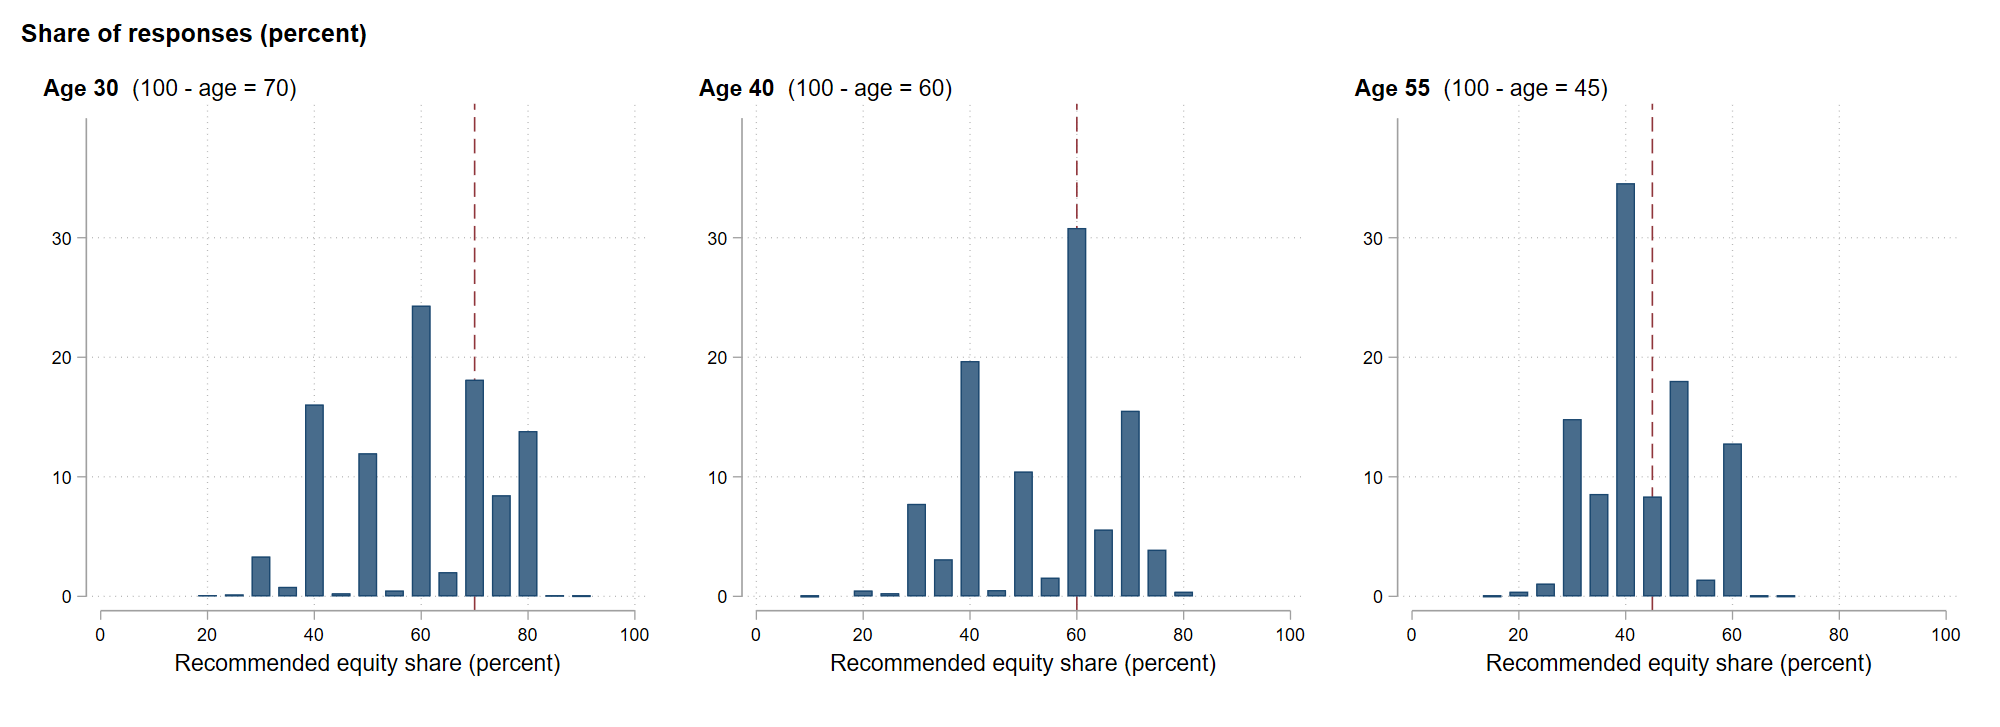 Share of responses (percent)
Age 30 (100 - age = 70)
30
20
10
0
0 20 40 60 80 100
Recommended equity share (percent)
Age 40 (100 - age = 60)
30
20
10
0
0 20 40 60 80 100
Recommended equity share (percent)
Age 55 (100 - age = 45)
30
20
10
0
0 20 40 60 80 100
Recommended equity share (percent)